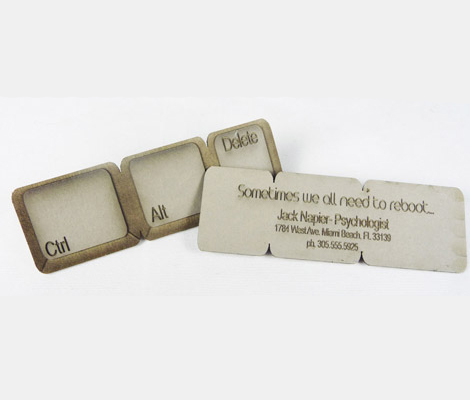 Ctrl
Alt
Delete
Sometimes we all need to reboot...
Jack Napier- Psychologist
1784 West Ave. Miami Beach, FL 33139
ph. 305.555.5925